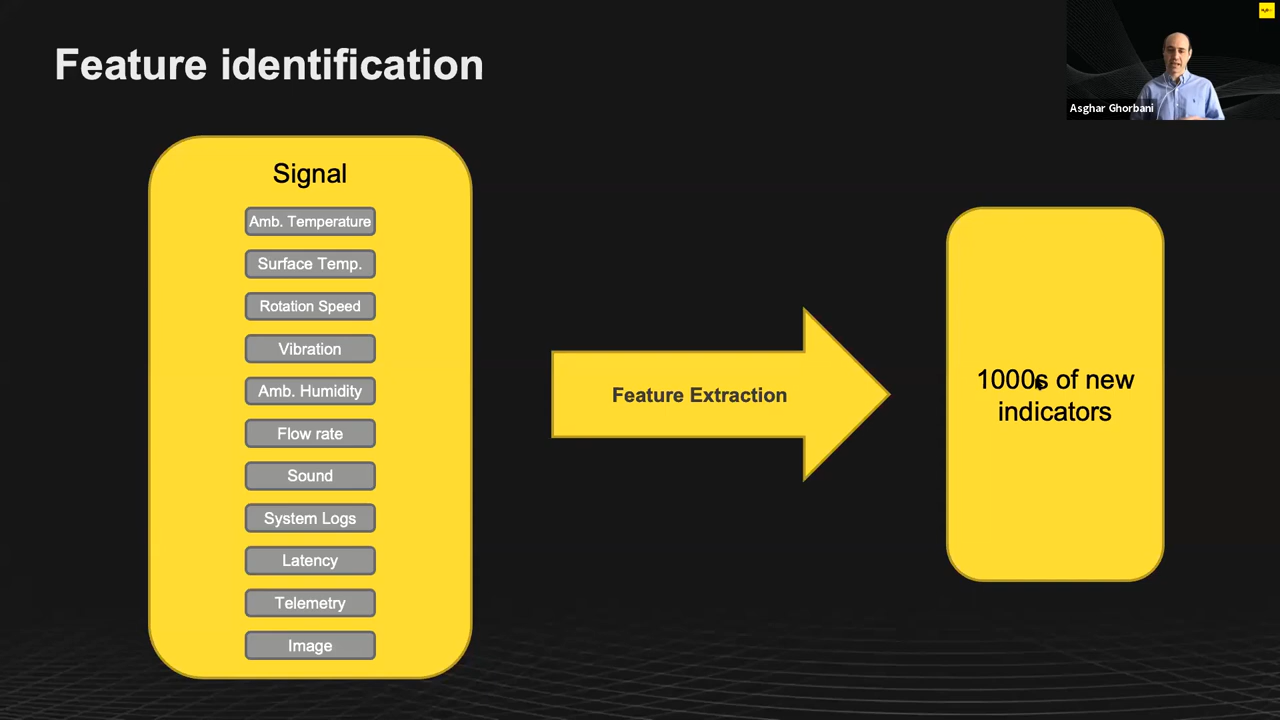 Feature identification
Asghar Ghorbani
Signal
Amb. Temperature
Surface Temp.
Rotation Speed
Vibration
Amb. Humidity
Flow rate
Sound
System Logs
Latency
Telemetry
Image
Feature Extraction
1000s of new
indicators